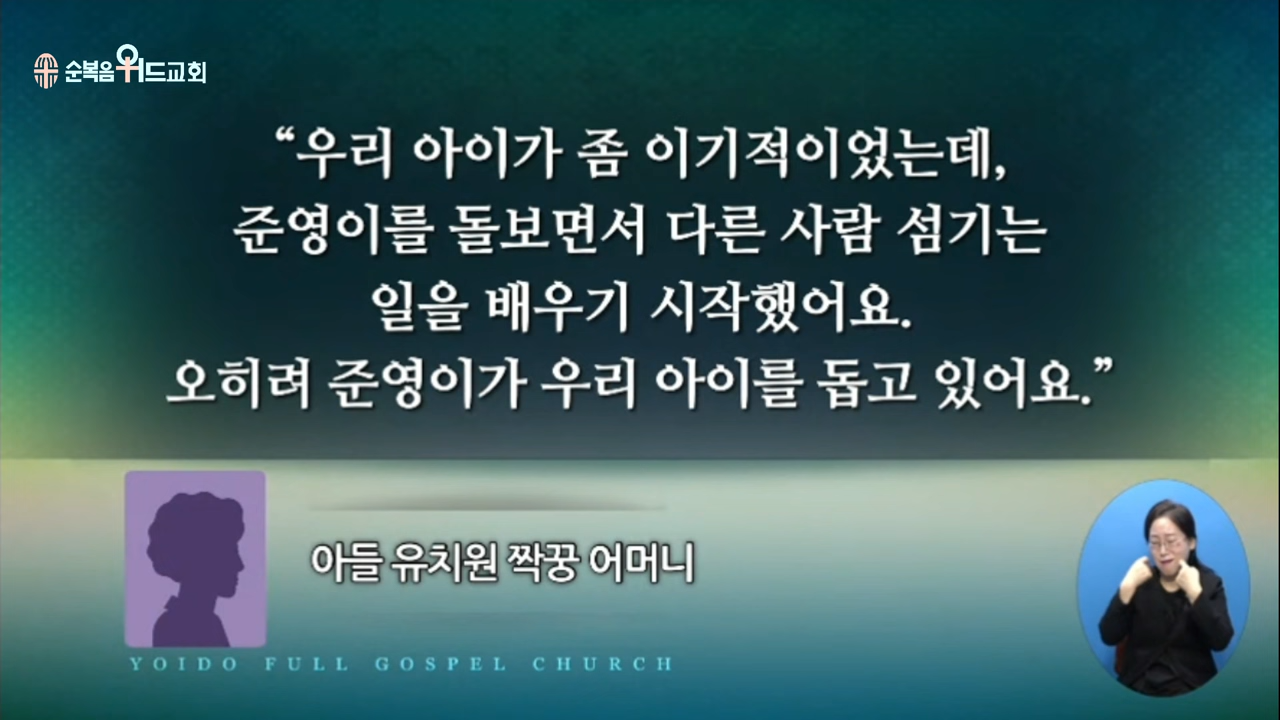 순복음위드교회
“우리 아이가 좀 이기적이었는데,
준영이를 돌보면서 다른 사람 섬기는
일을 배우기 시작했어요.
오히려 준영이가 우리 아이를 돕고 있어요.”
아들 유치원 짝꿍 어머니
YOIDO FULL GOSPEL CHURCH